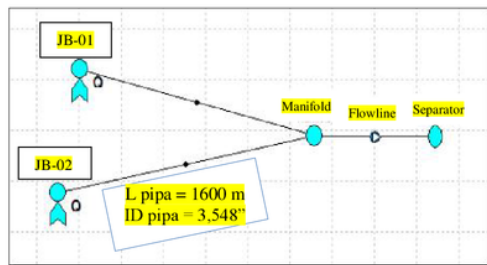 JB-01
Manifold
Flowline
Separator
JB-02
L pipa = 1600 m
ID pipa = 3,548"